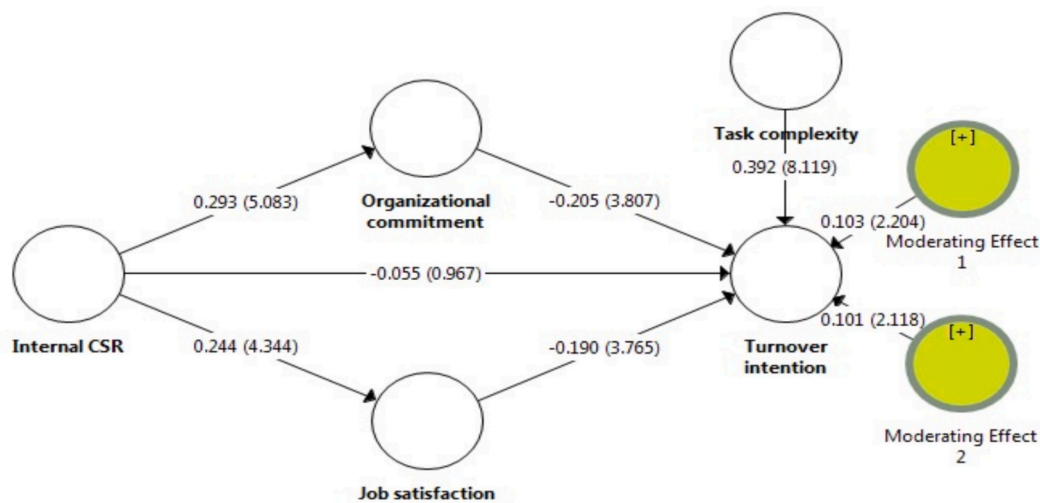 Task complexity
[+]
0.392 (8.119)
0.293 (5.083)
Organizational
commitment
-0.205 (3.807)
0.103 (2.204)
Moderating Effect
1
-0.055 (0.967)
Internal CSR
0.244 (4.344)
-0.190 (3.765)
Turnover
intention
0.101 (2.118)
[+]
Moderating Effect
2
Job satisfaction